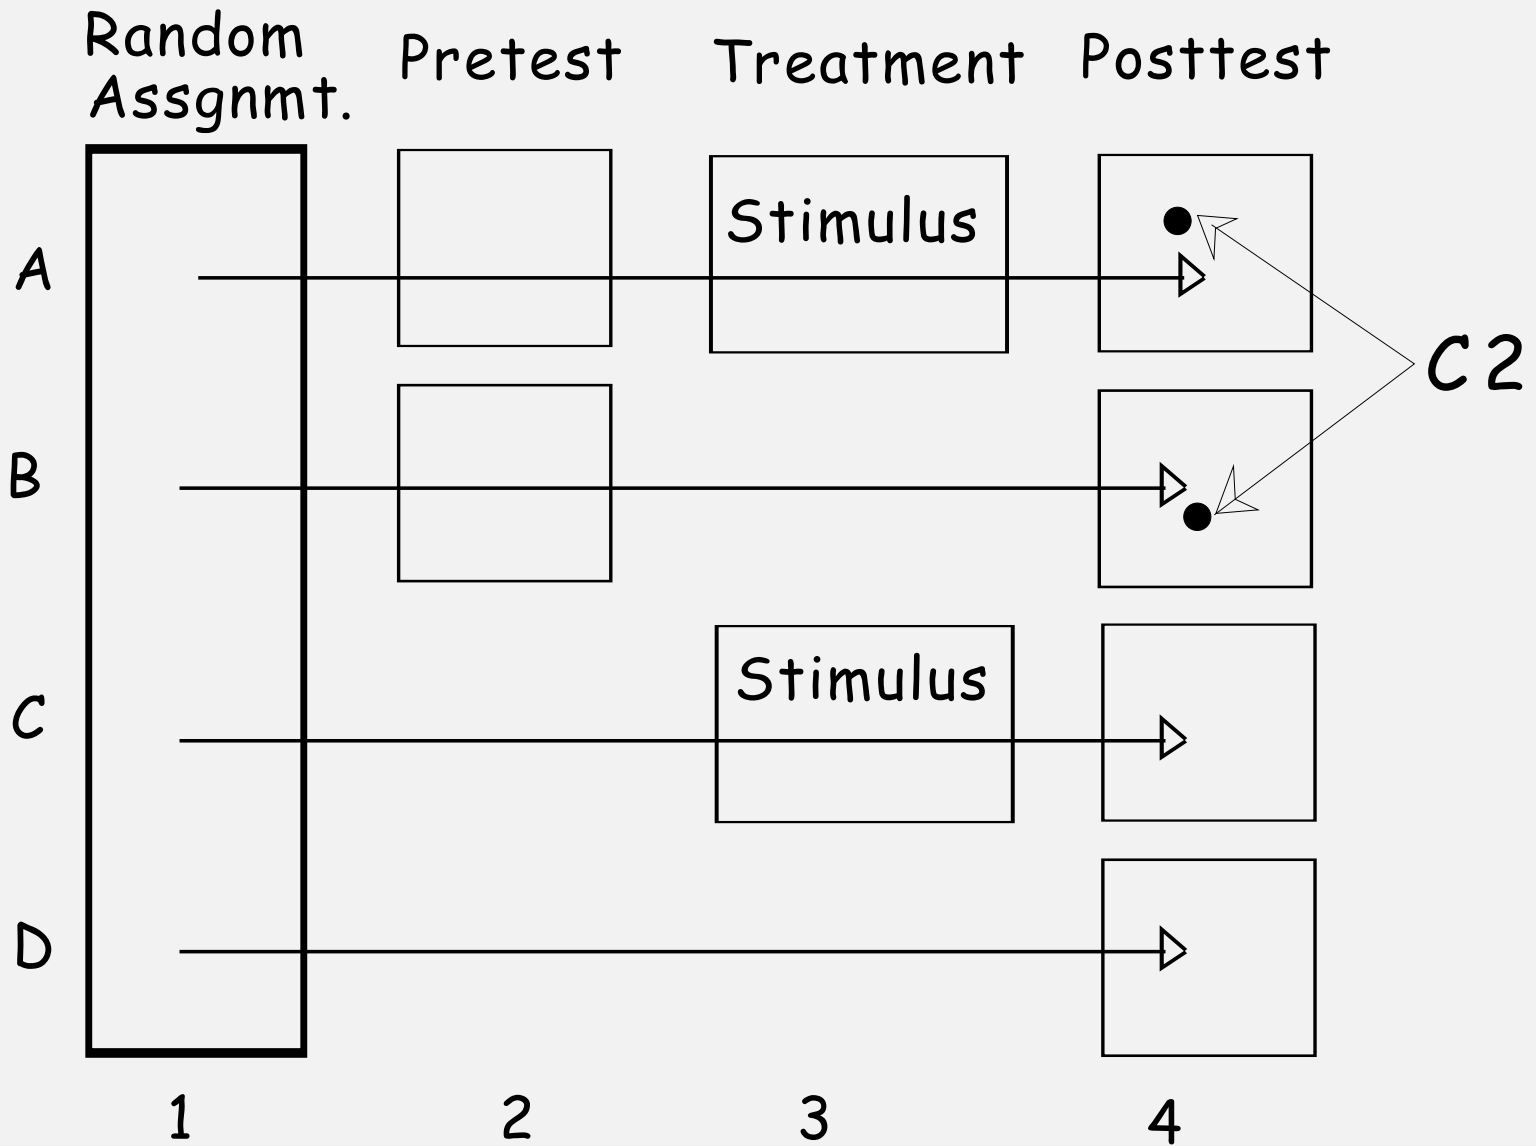 Random
Assgnmt.
Pretest
Treatment
Posttest
A
Stimulus
C2
B
C
Stimulus
D
1
2
3
4